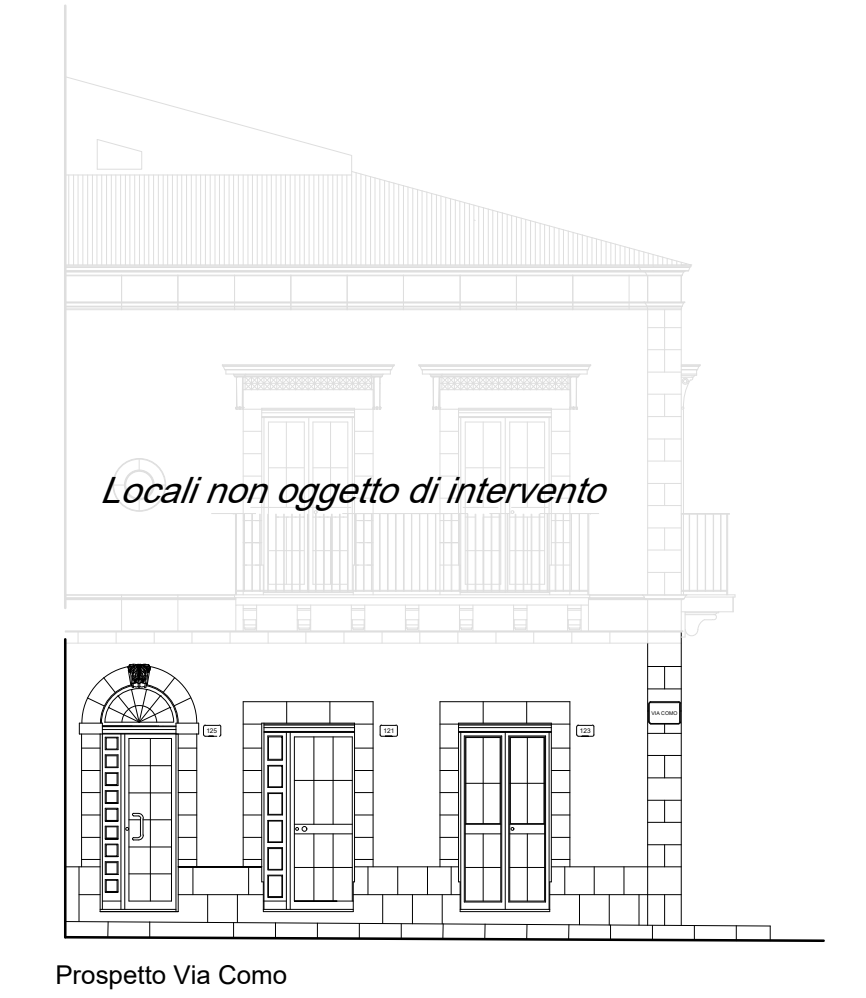 Locali non oggetto di intervento
VIA COMO
125
121
123
Prospetto Via Como